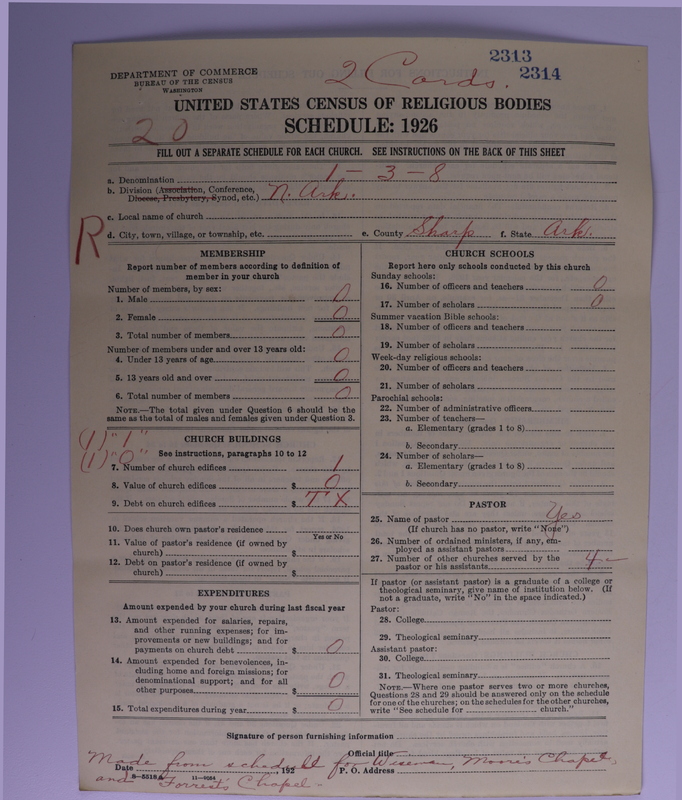 2313
2314
2 Cards.
DEPARTMENT OF COMMERCE
BUREAU OF THE CENSUS
WASHINGTON
UNITED STATES CENSUS OF RELIGIOUS BODIES
20
SCHEDULE: 1926
FILL OUT A SEPARATE SCHEDULE FOR EACH CHURCH. SEE INSTRUCTIONS ON THE BACK OF THIS SHEET
a. Denomination 1-3-8
b. Division (Association, Conference, N. Ark.
Diocese, Presbytery, Synod, etc.)
c. Local name of church
R
d. City, town, village, or township, etc. e. County Sharp f. State Ark.
MEMBERSHIP
Report number of members according to definition of
member in your church
Number of members, by sex:
1. Male 0
2. Female 0
3. Total number of members 0
Number of members under and over 13 years old:
4. Under 13 years of age 0
5. 13 years old and over 0
6. Total number of members 0
NOTE.—The total given under Question 6 should be the
same as the total of males and females given under Question 3.
(1) "1"
(1) "0"
CHURCH BUILDINGS
See instructions, paragraphs 10 to 12
7. Number of church edifices 1
8. Value of church edifices $ 0
9. Debt on church edifices $ TX
10. Does church own pastor's residence
Yes or No
11. Value of pastor's residence (if owned by
church) $
12. Debt on pastor's residence (if owned by
church) $
EXPENDITURES
Amount expended by your church during last fiscal year
13. Amount expended for salaries, repairs,
and other running expenses; for im-
provements or new buildings; and for
payments on church debt $ 0
14. Amount expended for benevolences, in-
cluding home and foreign missions; for
denominational support; and for all
other purposes $ 0
15. Total expenditures during year $ 0
CHURCH SCHOOLS
Report here only schools conducted by this church
Sunday schools:
16. Number of officers and teachers 0
17. Number of scholars 0
Summer vacation Bible schools:
18. Number of officers and teachers
19. Number of scholars
Week-day religious schools:
20. Number of officers and teachers
21. Number of scholars
Parochial schools:
22. Number of administrative officers
23. Number of teachers—
a. Elementary (grades 1 to 8)
b. Secondary
24. Number of scholars—
a. Elementary (grades 1 to 8)
b. Secondary
PASTOR
25. Name of pastor Yes
(If church has no pastor, write "None")
26. Number of ordained ministers, if any, em-
ployed as assistant pastors
27. Number of other churches served by the
pastor or his assistants 4
If pastor (or assistant pastor) is a graduate of a college or
theological seminary, give name of institution below. (If
not a graduate, write "No" in the space indicated.)
Pastor:
28. College
29. Theological seminary
Assistant pastor:
30. College
31. Theological seminary
NOTE.—Where one pastor serves two or more churches,
Questions 28 and 29 should be answered only on the schedule
for one of the churches; on the schedules for the other churches,
write "See schedule for church."
Signature of person furnishing information
Official title
Made from schedule for Wiseman, Moore's Chapel,
Date , 192 P. O. Address
and Forrest's Chapel-
8-5518a 11-9084